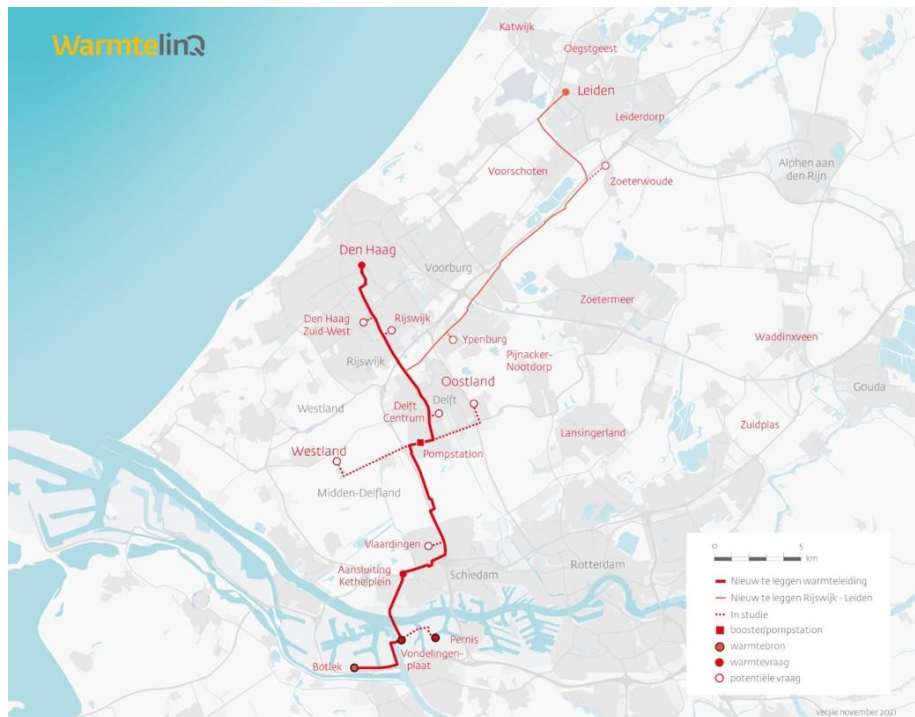 WarmtelinQ
Katwijk
Oegstgeest
Leiden
Leiderdorp
Alphen aan
den Rijn
Voorschoten
Zoeterwoude
Den Haag
Voorburg
Zoetermeer
Den Haag
Zuid-West
Rijswijk
Ypenburg
Waddinxveen
Rijswijk
Pijnacker-
Nootdorp
Oostland
Gouda
Westland
Delft
Centrum
Delft
Zuidplas
Lansingerland
Westland
Pompstation
Midden-Delfland
Vlaardingen
Aansluiting
Kethelplein
Schiedam
Rotterdam
Pernis
Vondelingen-
plaat
Botlek
0 5
km
Nieuw te leggen warmteleiding
Nieuw te leggen Rijswijk - Leiden
In studie
booster/pompstation
warmtebron
warmtevraag
potentiële vraag
versie november 2021